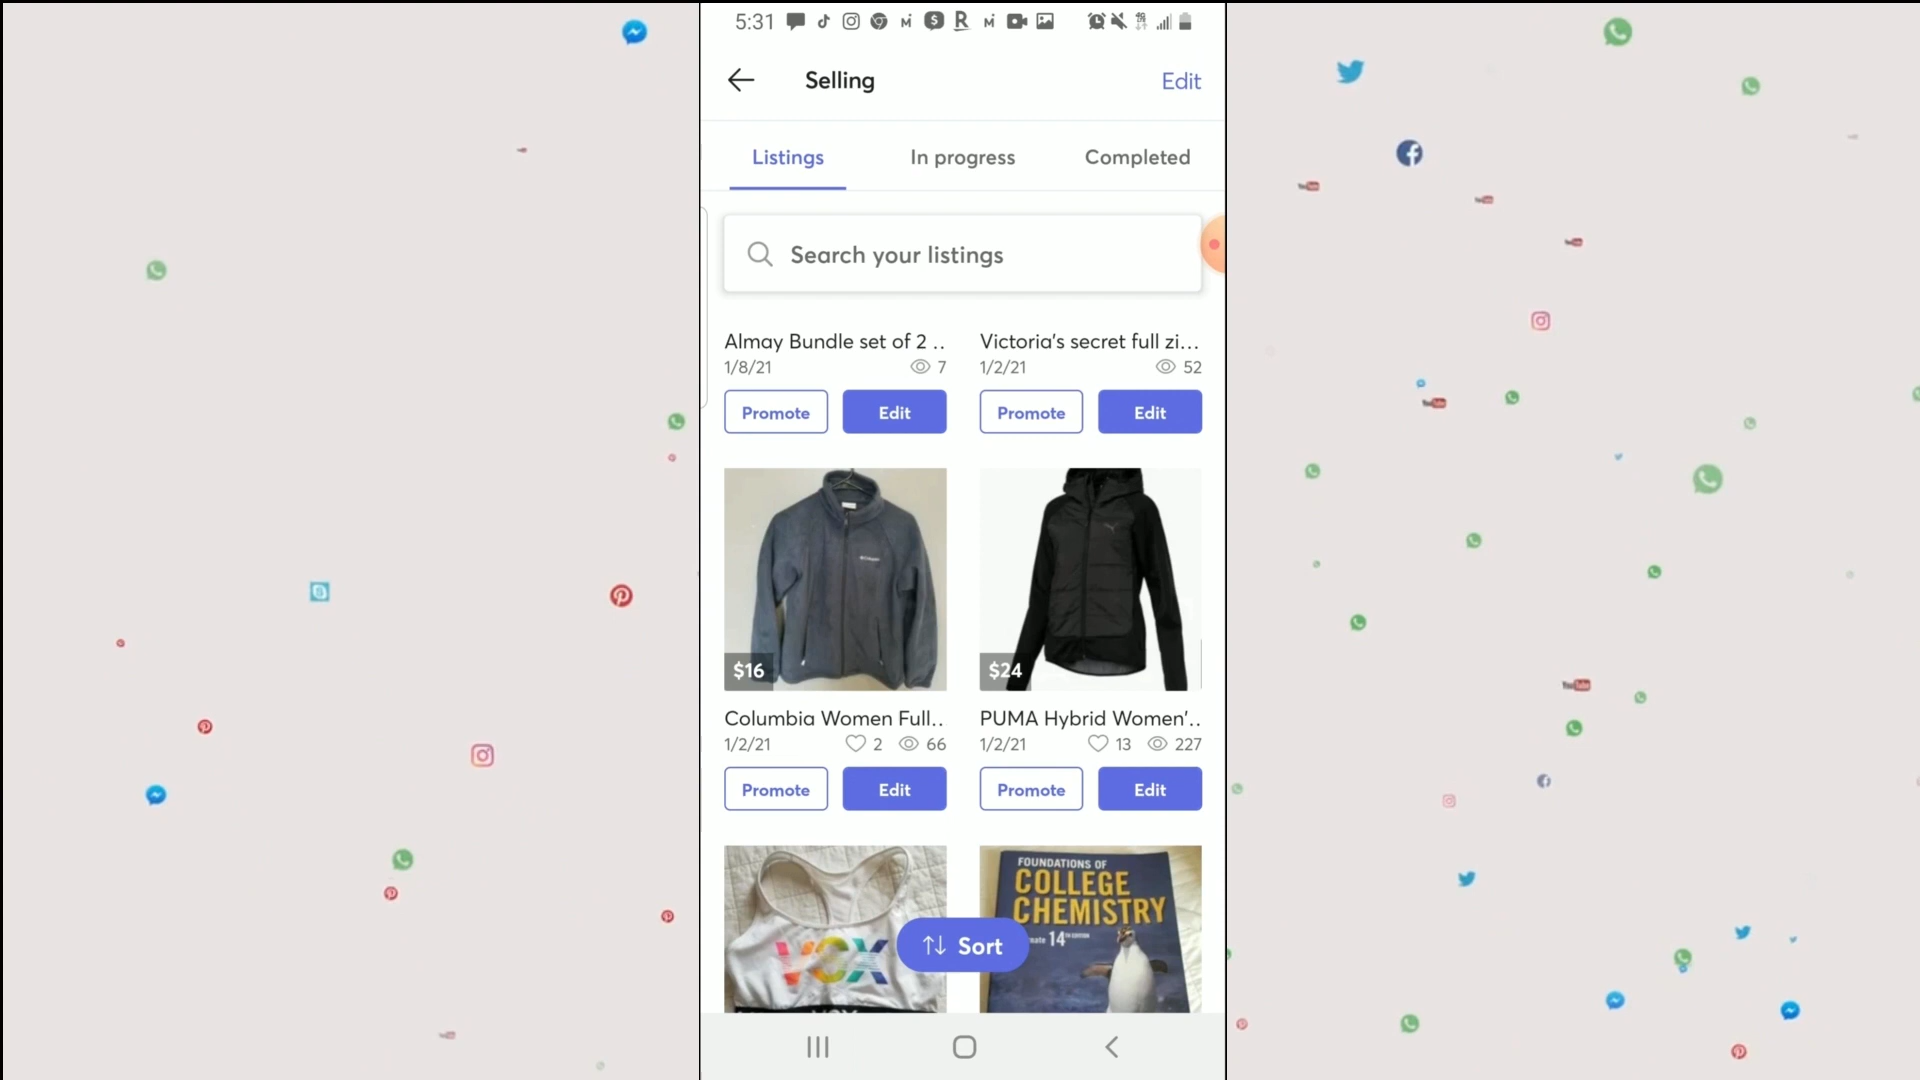 5:31
Selling
Edit
Listings
In progress
Completed
Search your listings
Almay Bundle set of 2 ..
1/8/21
7
Promote
Edit
Victoria's secret full zi...
1/2/21
52
Promote
Edit
$16
Columbia Women Full..
1/2/21
2
66
Promote
Edit
$24
PUMA Hybrid Women'..
1/2/21
13
227
Promote
Edit
VOX
FOUNDATIONS OF
COLLEGE
CHEMISTRY
14TH EDITION
Sort